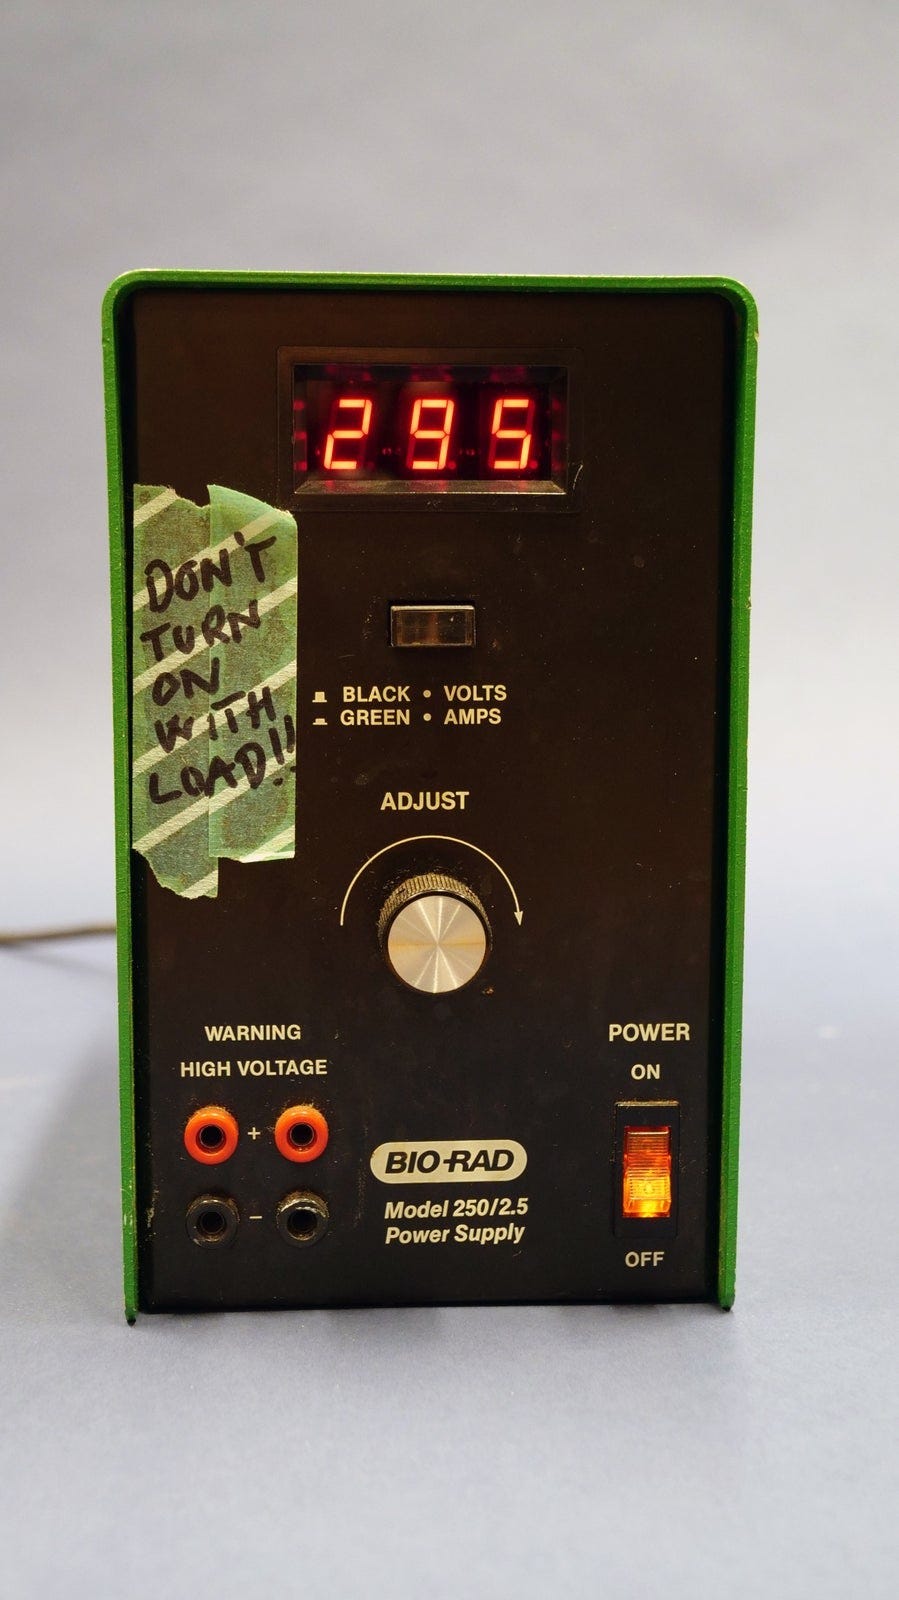 295
DON'T
TURN
ON
WITH
LOAD!!
BLACK • VOLTS
GREEN • AMPS
ADJUST
WARNING
HIGH VOLTAGE
+
−
BIO-RAD
Model 250/2.5
Power Supply
POWER
ON
OFF